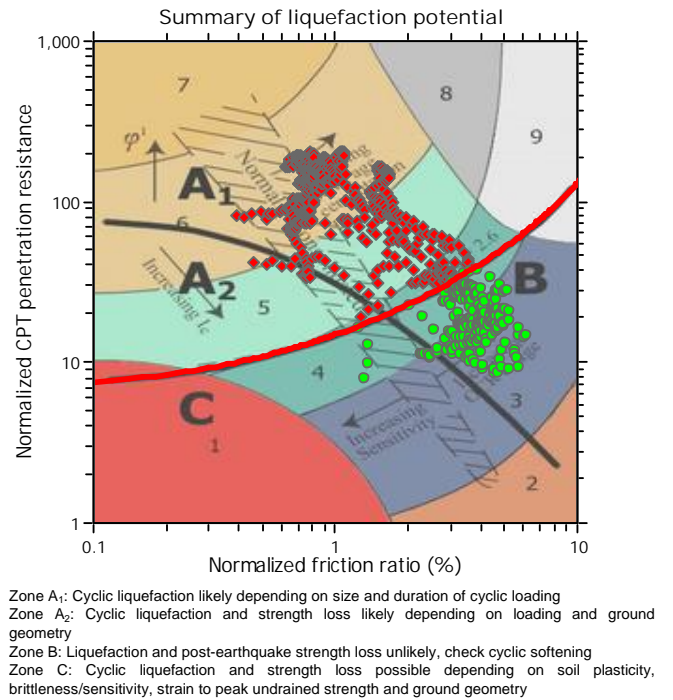 Summary of liquefaction potential
1,000
7
8
9
φ'
A1
100
6
2.6
A2
B
Increasing Ic
5
10
4
3
C
1
Increasing
Sensitivity
2
1
0.1
1
10
Normalized CPT penetration resistance
Normalized friction ratio (%)
Zone A1: Cyclic liquefaction likely depending on size and duration of cyclic loading
Zone A2: Cyclic liquefaction and strength loss likely depending on loading and ground
geometry
Zone B: Liquefaction and post-earthquake strength loss unlikely, check cyclic softening
Zone C: Cyclic liquefaction and strength loss possible depending on soil plasticity,
brittleness/sensitivity, strain to peak undrained strength and ground geometry